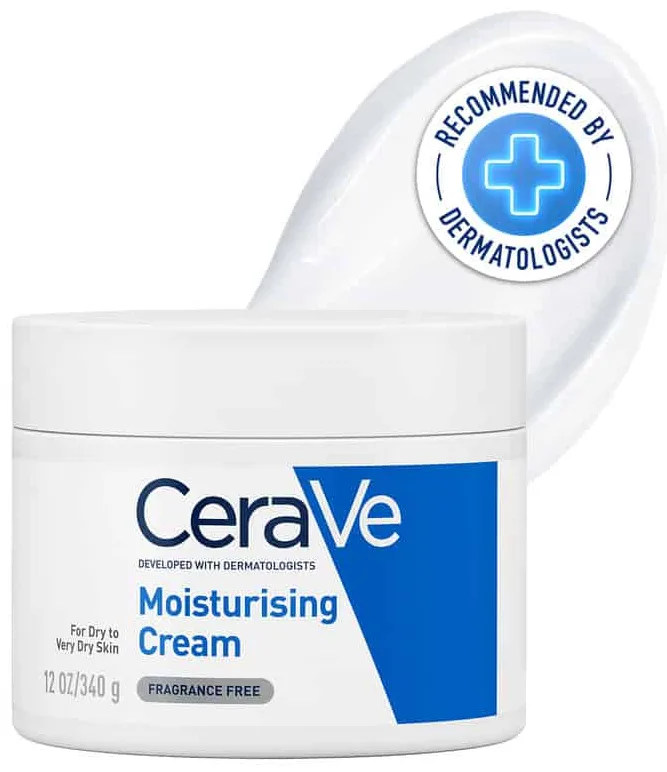 RECOMMENDED BY
DERMATOLOGISTS
CeraVe
DEVELOPED WITH DERMATOLOGISTS
Moisturising
Cream
For Dry to
Very Dry Skin
12 OZ/340 g
FRAGRANCE FREE